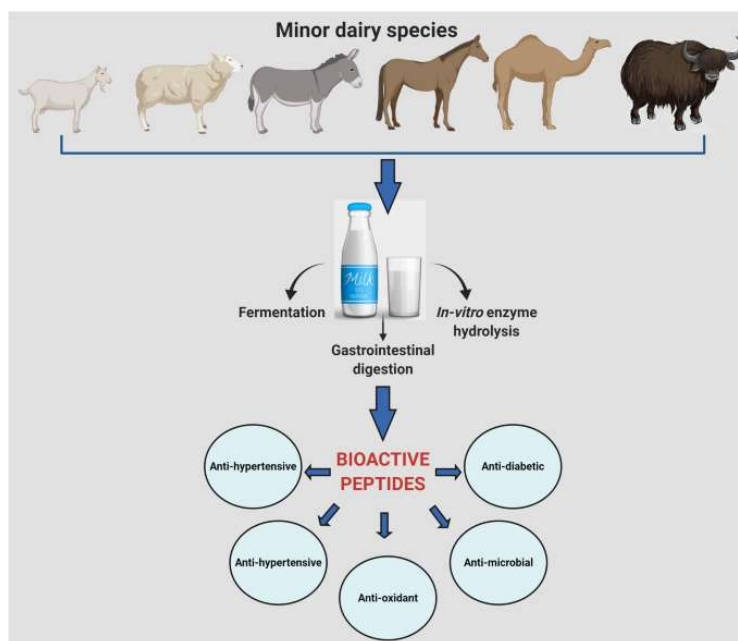 Minor dairy species
Milk
Fermentation
In-vitro enzyme
hydrolysis
Gastrointestinal
digestion
BIOACTIVE
PEPTIDES
Anti-hypertensive
Anti-diabetic
Anti-hypertensive
Anti-microbial
Anti-oxidant